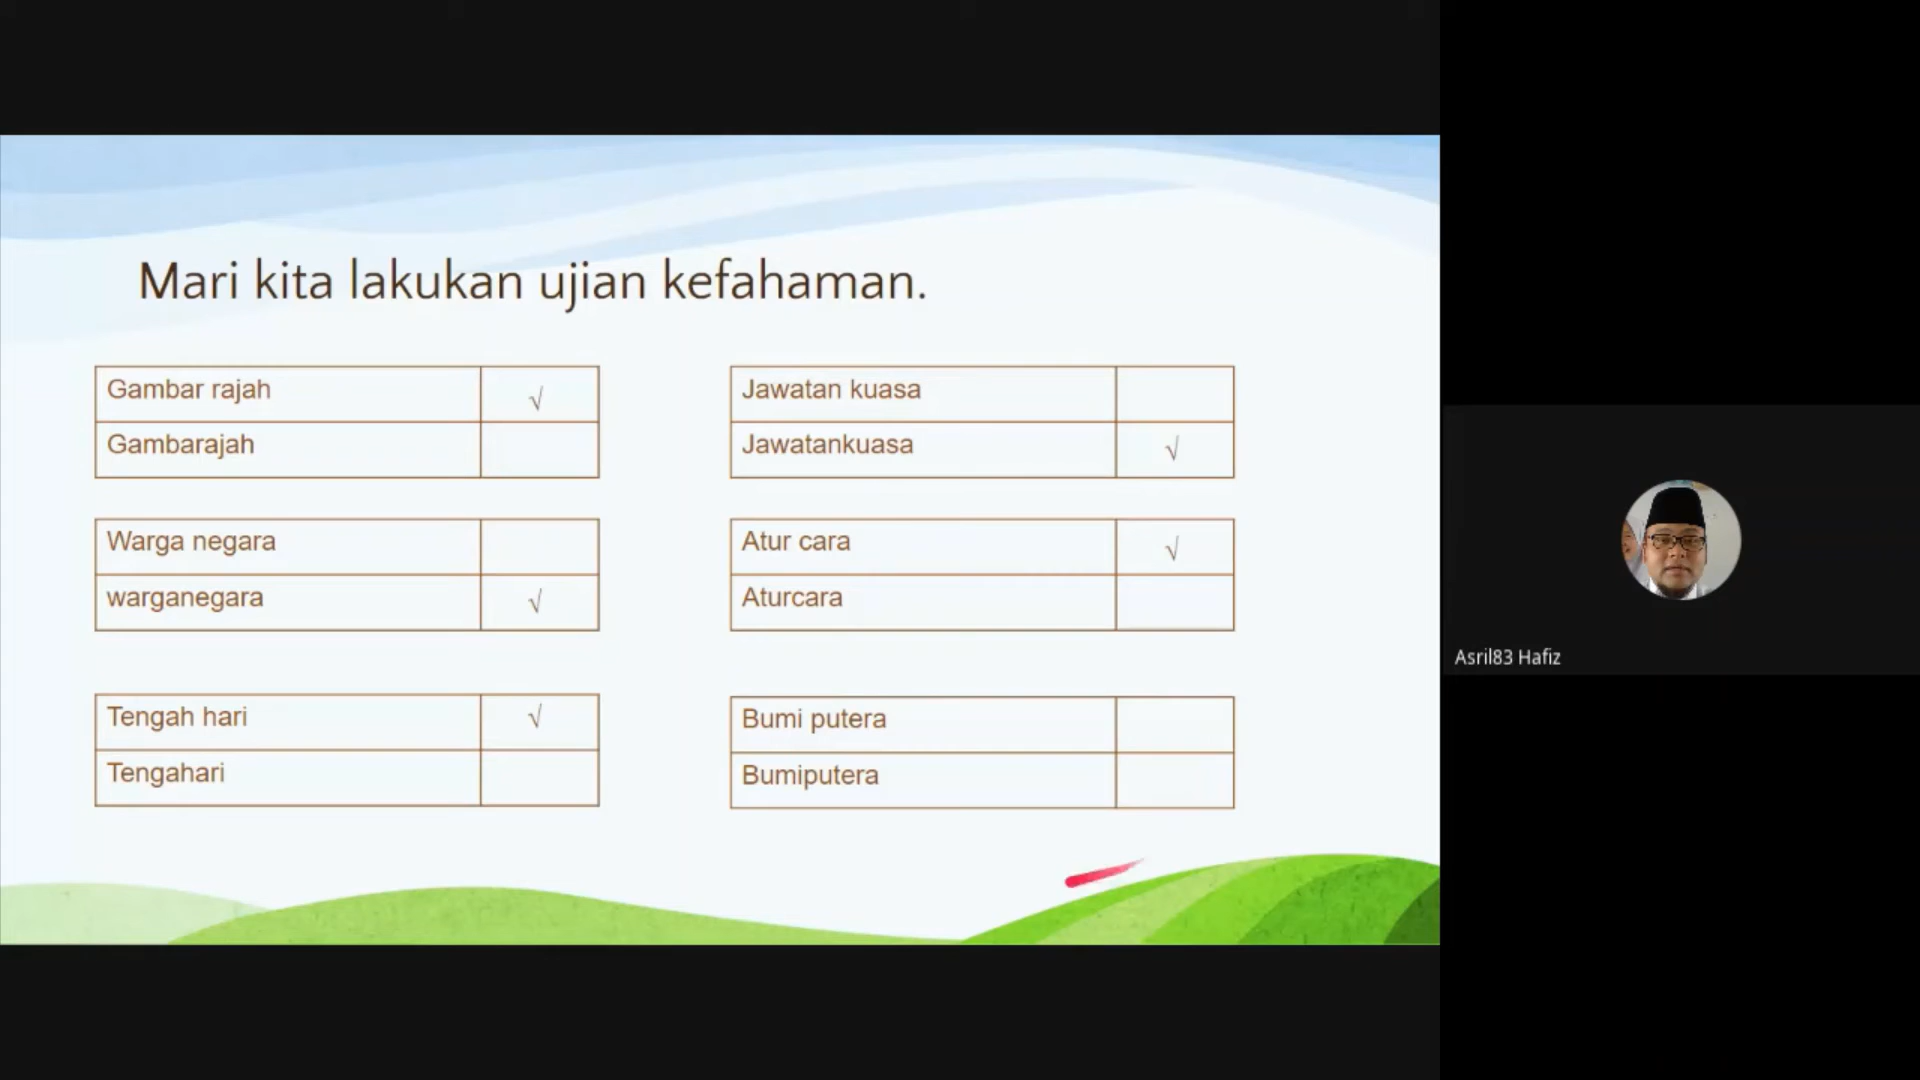 Mari kita lakukan ujian kefahaman.
Gambar rajah √
Gambarajah
Warga negara
warganegara √
Tengah hari √
Tengahari
Jawatan kuasa
Jawatankuasa √
Atur cara √
Aturcara
Bumi putera
Bumiputera
Asril83 Hafiz